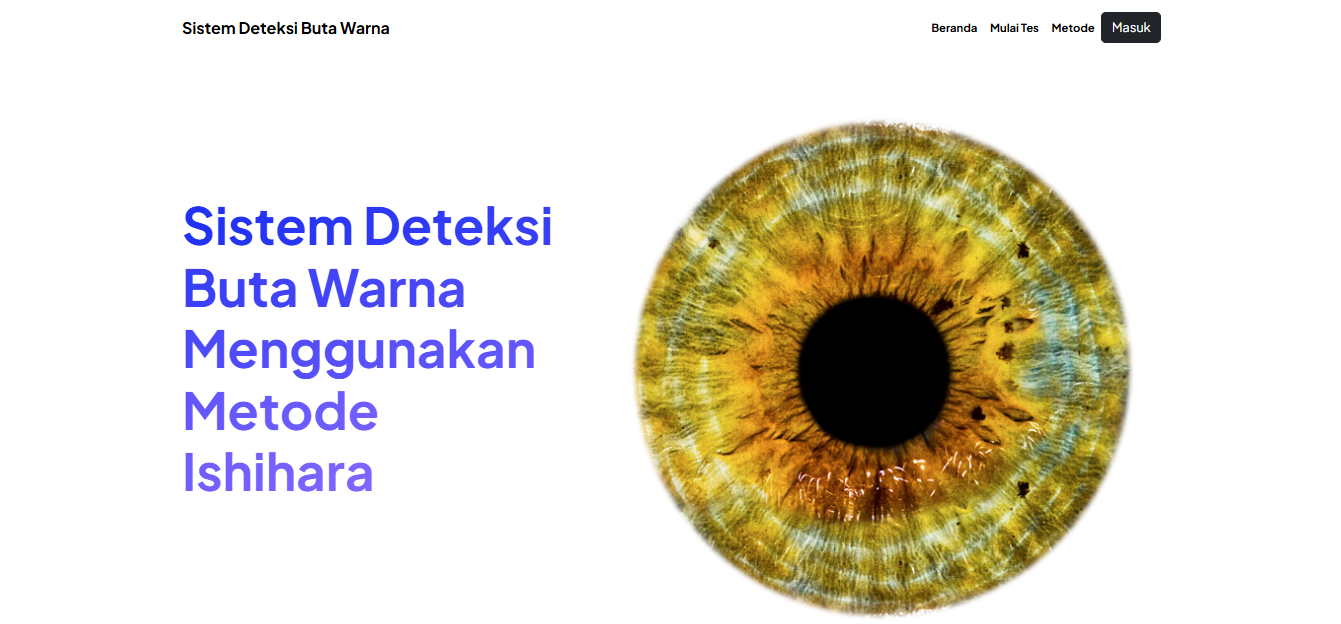 Sistem Deteksi Buta Warna
Beranda
Mulai Tes
Metode
Masuk
Sistem Deteksi
Buta Warna
Menggunakan
Metode
Ishihara